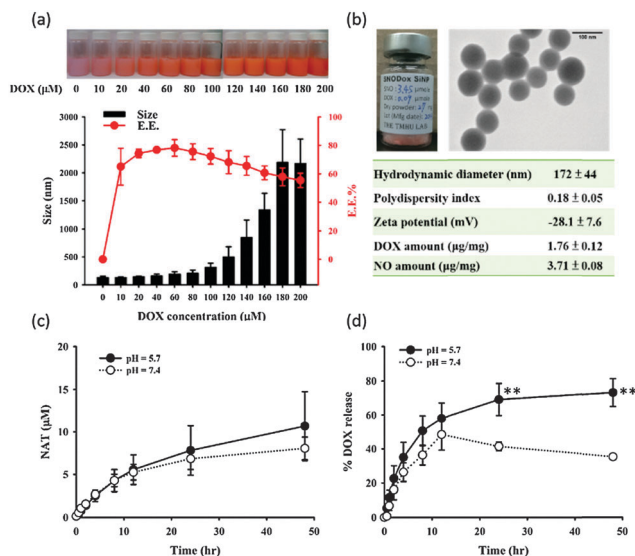 (a)
DOX 0 10 20 40 60 80 100 120 140 160 180 200
(µM)
Size
E.E.
Size (nm)
3000
2500
2000
1500
1000
500
0
E.E.%
100
80
60
40
20
0
0 10 20 40 60 80 100 120 140 160 180 200
DOX concentration (µM)
(b)
SNODox SiNP
100 nm
Hydrodynamic diameter (nm) 172 ± 44
Polydispersity index 0.18 ± 0.05
Zeta potential (mV) -28.1 ± 7.6
DOX amount (µg/mg) 1.76 ± 0.12
NO amount (µg/mg) 3.71 ± 0.08
(c)
pH = 5.7
pH = 7.4
NAT (µM)
20
15
10
5
0
0 10 20 30 40 50
Time (hr)
(d)
pH = 5.7
pH = 7.4
% DOX release
100
80
60
40
20
0
** **
0 10 20 30 40 50
Time (hr)